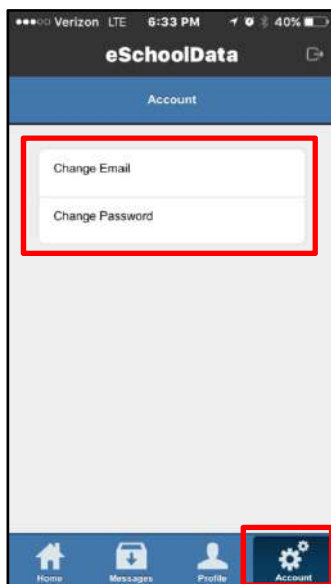 Verizon LTE 6:33 PM 40%
eSchoolData
Account
Change Email
Change Password
Home Messages Profile Account